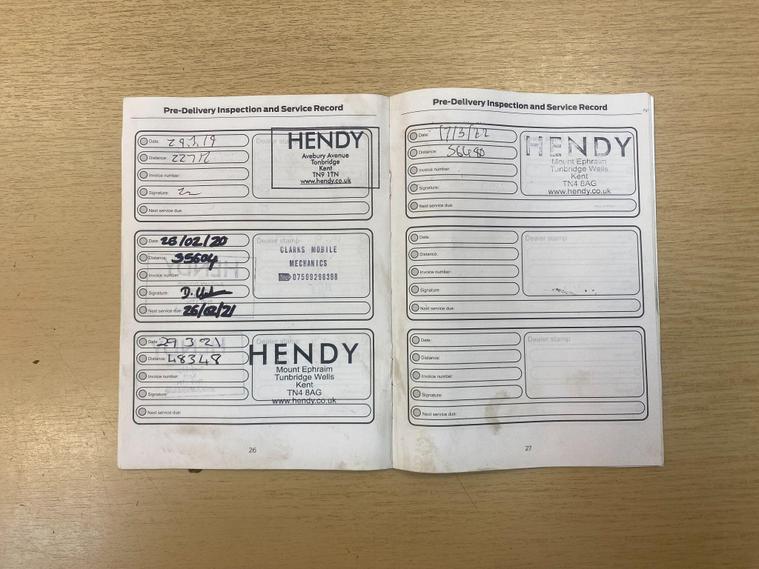 Pre-Delivery Inspection and Service Record
Date: 29.3.19
Distance:
Invoice number:
Signature:
Next service due:
Dealer stamp
HENDY
Avebury Avenue
Tonbridge
Kent
TN9 1TN
www.hendy.co.uk
Date: 28/02/20
Distance: 35604
Invoice number:
Signature:
Next service due: 26/02/21
Dealer stamp
CLARKS MOBILE
MECHANICS
07569298398
Date: 29 3 21
Distance: 48348
Invoice number:
Signature:
Next service due:
Dealer stamp
HENDY
Mount Ephraim
Tunbridge Wells
Kent
TN4 8AG
www.hendy.co.uk
26
Pre-Delivery Inspection and Service Record
Date: 17/3/22
Distance: 56680
Invoice number:
Signature:
Next service due:
HENDY
Mount Ephraim
Tunbridge Wells
Kent
TN4 8AG
www.hendy.co.uk
Date:
Distance:
Invoice number:
Signature:
Next service due:
Dealer stamp
Date:
Distance:
Invoice number:
Signature:
Next service due:
Dealer stamp
27